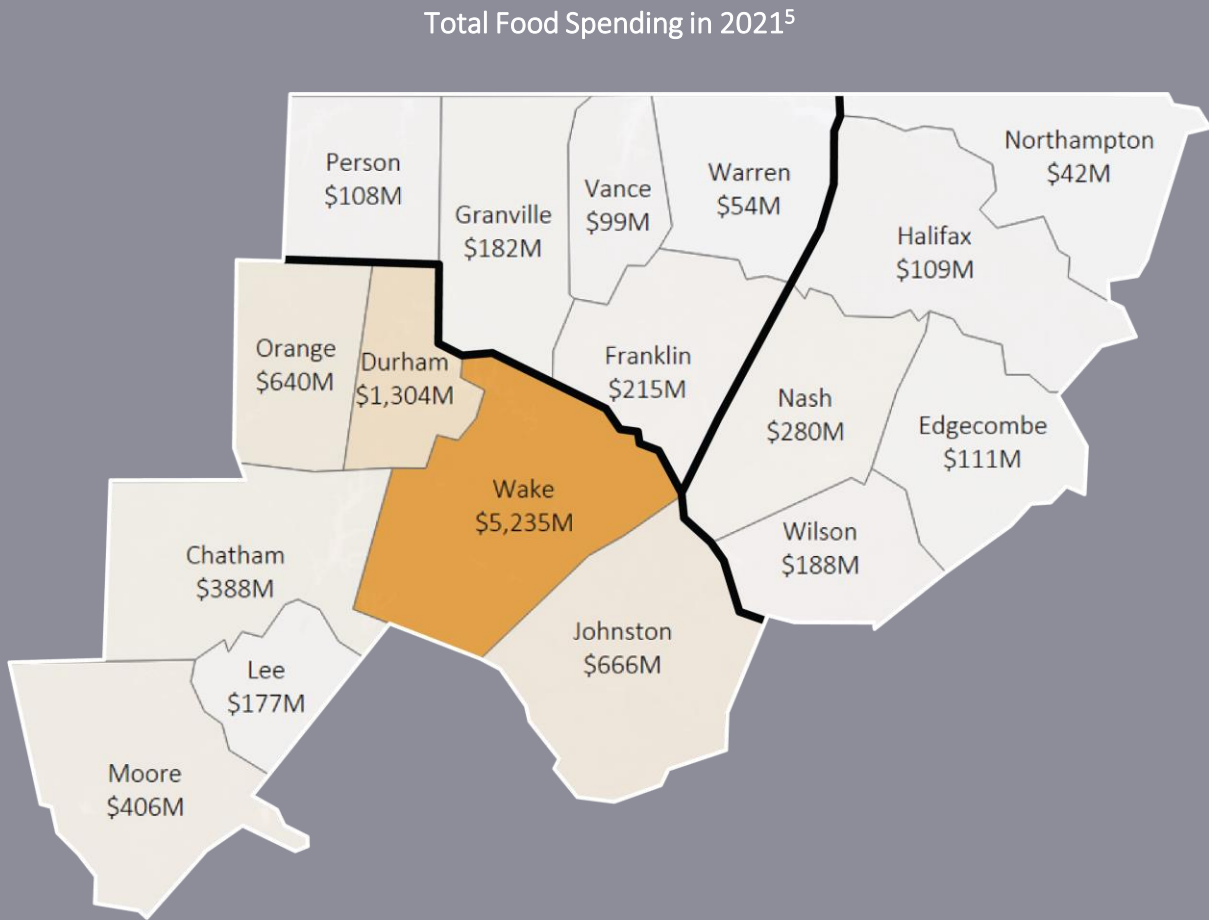 Total Food Spending in 2021⁵
Person
$108M
Granville
$182M
Vance
$99M
Warren
$54M
Northampton
$42M
Halifax
$109M
Orange
$640M
Durham
$1,304M
Franklin
$215M
Nash
$280M
Edgecombe
$111M
Wake
$5,235M
Wilson
$188M
Chatham
$388M
Johnston
$666M
Lee
$177M
Moore
$406M